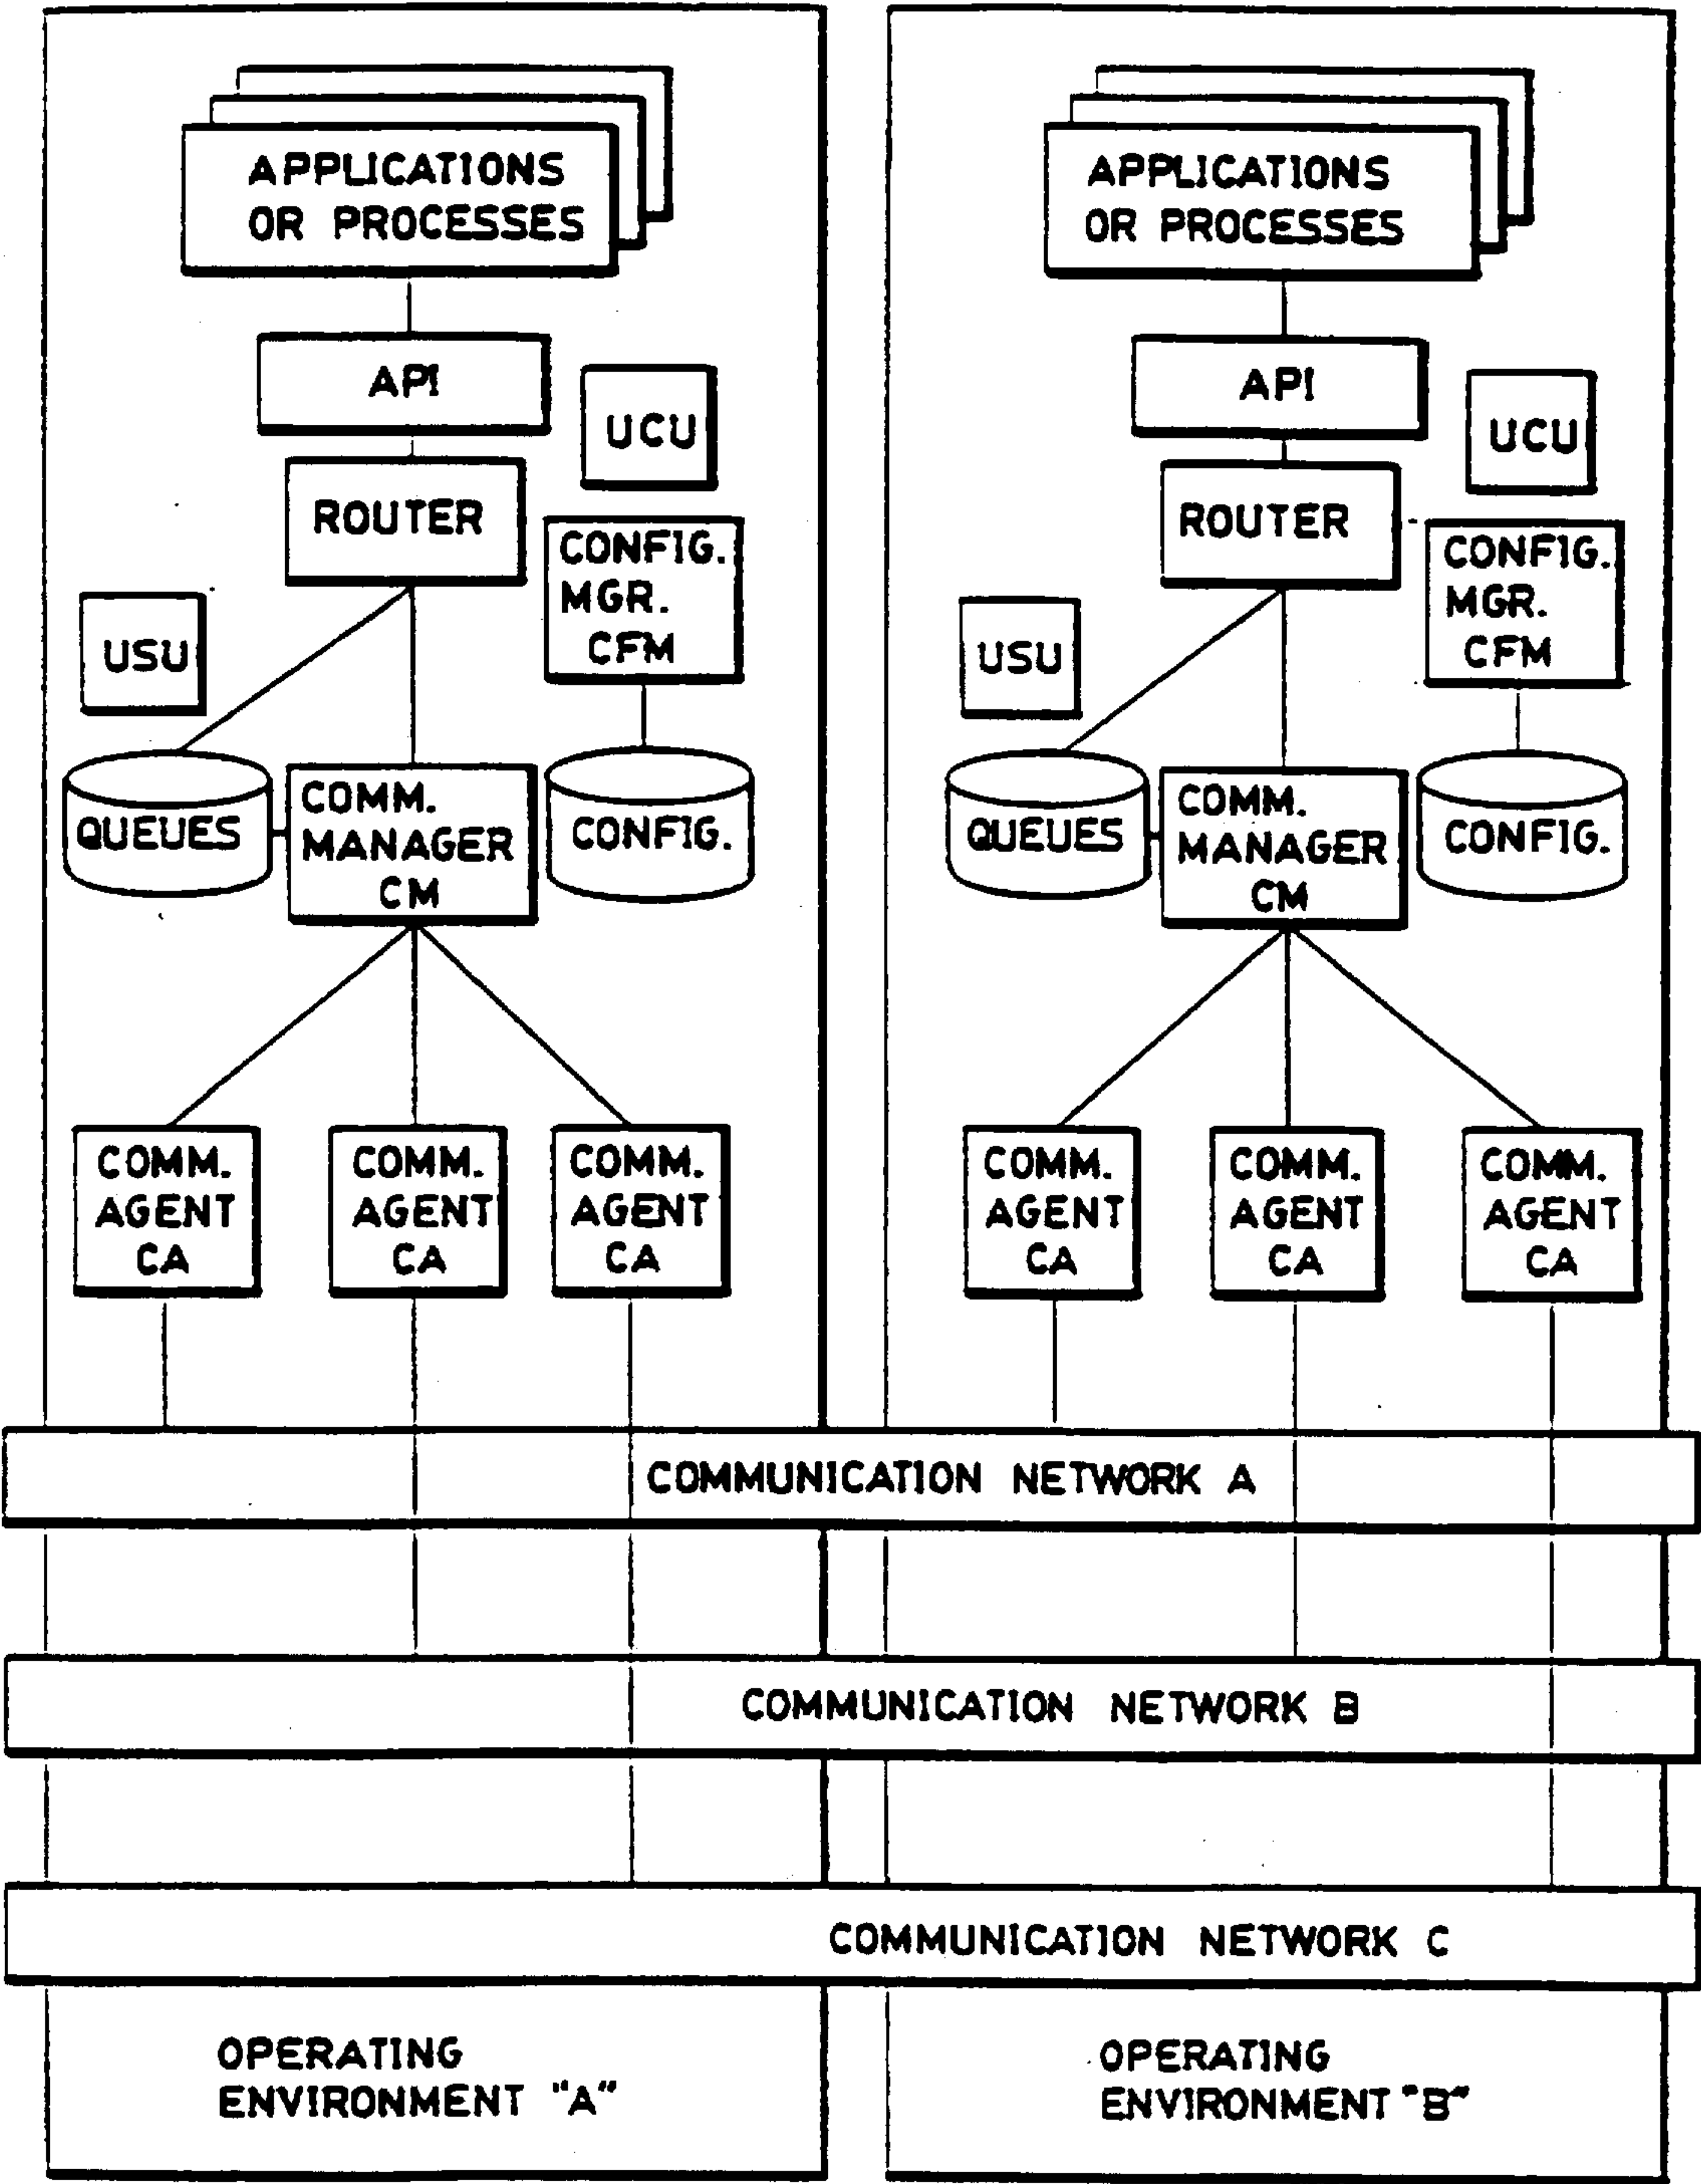 APPLICATIONS
OR PROCESSES
API
UCU
ROUTER
CONFIG.
MGR.
CFM
USU
QUEUES
COMM.
MANAGER
CM
CONFIG.
COMM.
AGENT
CA
COMM.
AGENT
CA
COMM.
AGENT
CA
APPLICATIONS
OR PROCESSES
API
UCU
ROUTER
CONFIG.
MGR.
CFM
USU
QUEUES
COMM.
MANAGER
CM
CONFIG.
COMM.
AGENT
CA
COMM.
AGENT
CA
COMM.
AGENT
CA
COMMUNICATION NETWORK A
COMMUNICATION NETWORK B
COMMUNICATION NETWORK C
OPERATING
ENVIRONMENT "A"
OPERATING
ENVIRONMENT "B"